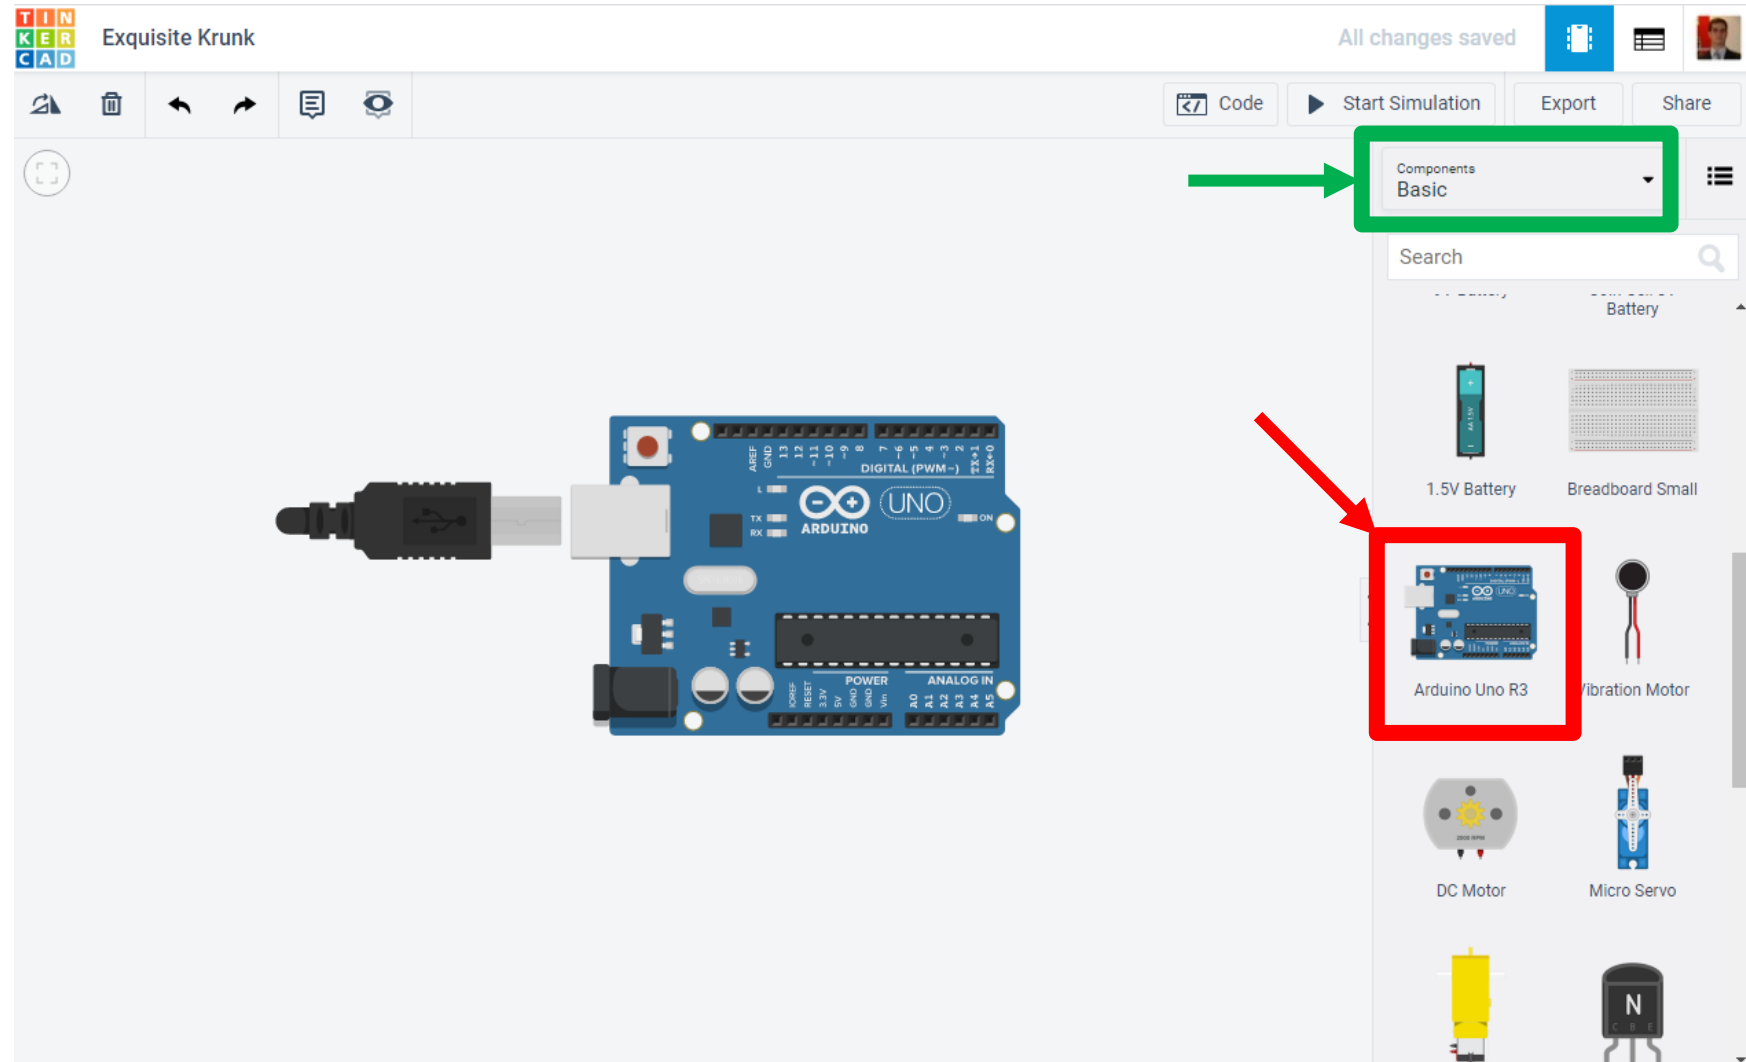 TIN
KER
CAD
Exquisite Krunk
All changes saved
Code
Start Simulation
Export
Share
Components
Basic
Search
Battery
1.5V Battery
Breadboard Small
Arduino Uno R3
Vibration Motor
DC Motor
Micro Servo
AREF
GND
13
12
~11
~10
~9
8
7
~6
~5
4
~3
2
TX→1
RX←0
DIGITAL (PWM~)
L
TX
RX
ARDUINO
UNO
ON
POWER
ANALOG IN
IOREF
RESET
3.3V
5V
GND
GND
Vin
A0
A1
A2
A3
A4
A5
AA 1.5V
N
C B E